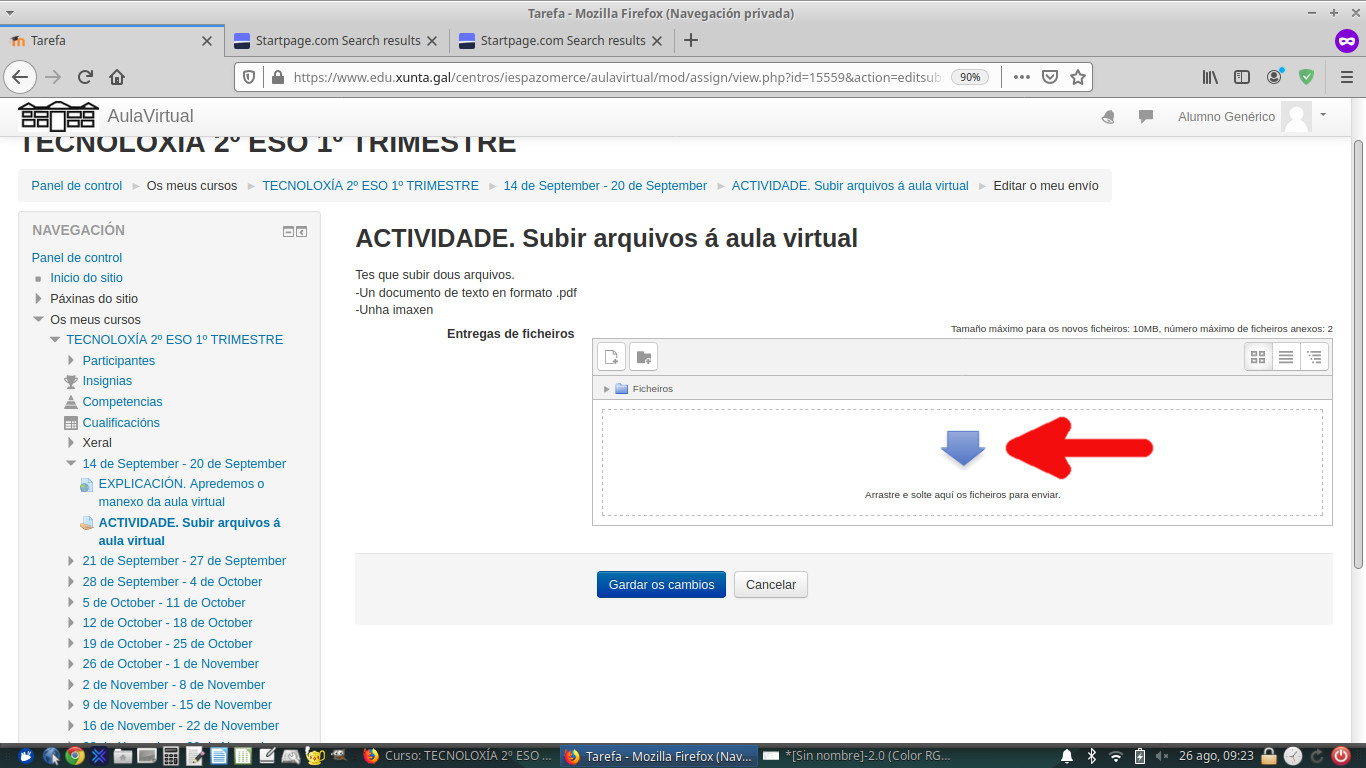 Tarefa - Mozilla Firefox (Navegación privada)
Tarefa
Startpage.com Search results
Startpage.com Search results
https://www.edu.xunta.gal/centros/iespazomerce/aulavirtual/mod/assign/view.php?id=15559&action=editsub
90%
AulaVirtual
Alumno Genérico
TECNOLOXÍA 2º ESO 1º TRIMESTRE
Panel de control
Os meus cursos
TECNOLOXÍA 2º ESO 1º TRIMESTRE
14 de September - 20 de September
ACTIVIDADE. Subir arquivos á aula virtual
Editar o meu envío
NAVEGACIÓN
Panel de control
Inicio do sitio
Páxinas do sitio
Os meus cursos
TECNOLOXÍA 2º ESO 1º TRIMESTRE
Participantes
Insignias
Competencias
Cualificacións
Xeral
14 de September - 20 de September
EXPLICACIÓN. Apredemos o
manexo da aula virtual
ACTIVIDADE. Subir arquivos á
aula virtual
21 de September - 27 de September
28 de September - 4 de October
5 de October - 11 de October
12 de October - 18 de October
19 de October - 25 de October
26 de October - 1 de November
2 de November - 8 de November
9 de November - 15 de November
16 de November - 22 de November
ACTIVIDADE. Subir arquivos á aula virtual
Tes que subir dous arquivos.
-Un documento de texto en formato .pdf
-Unha imaxen
Entregas de ficheiros
Tamaño máximo para os novos ficheiros: 10MB, número máximo de ficheiros anexos: 2
Ficheiros
Arrastre e solte aquí os ficheiros para enviar.
Gardar os cambios
Cancelar
Curso: TECNOLOXÍA 2º ESO ...
Tarefa - Mozilla Firefox (Nav...
*[Sin nombre]-2.0 (Color RG...
26 ago, 09:23